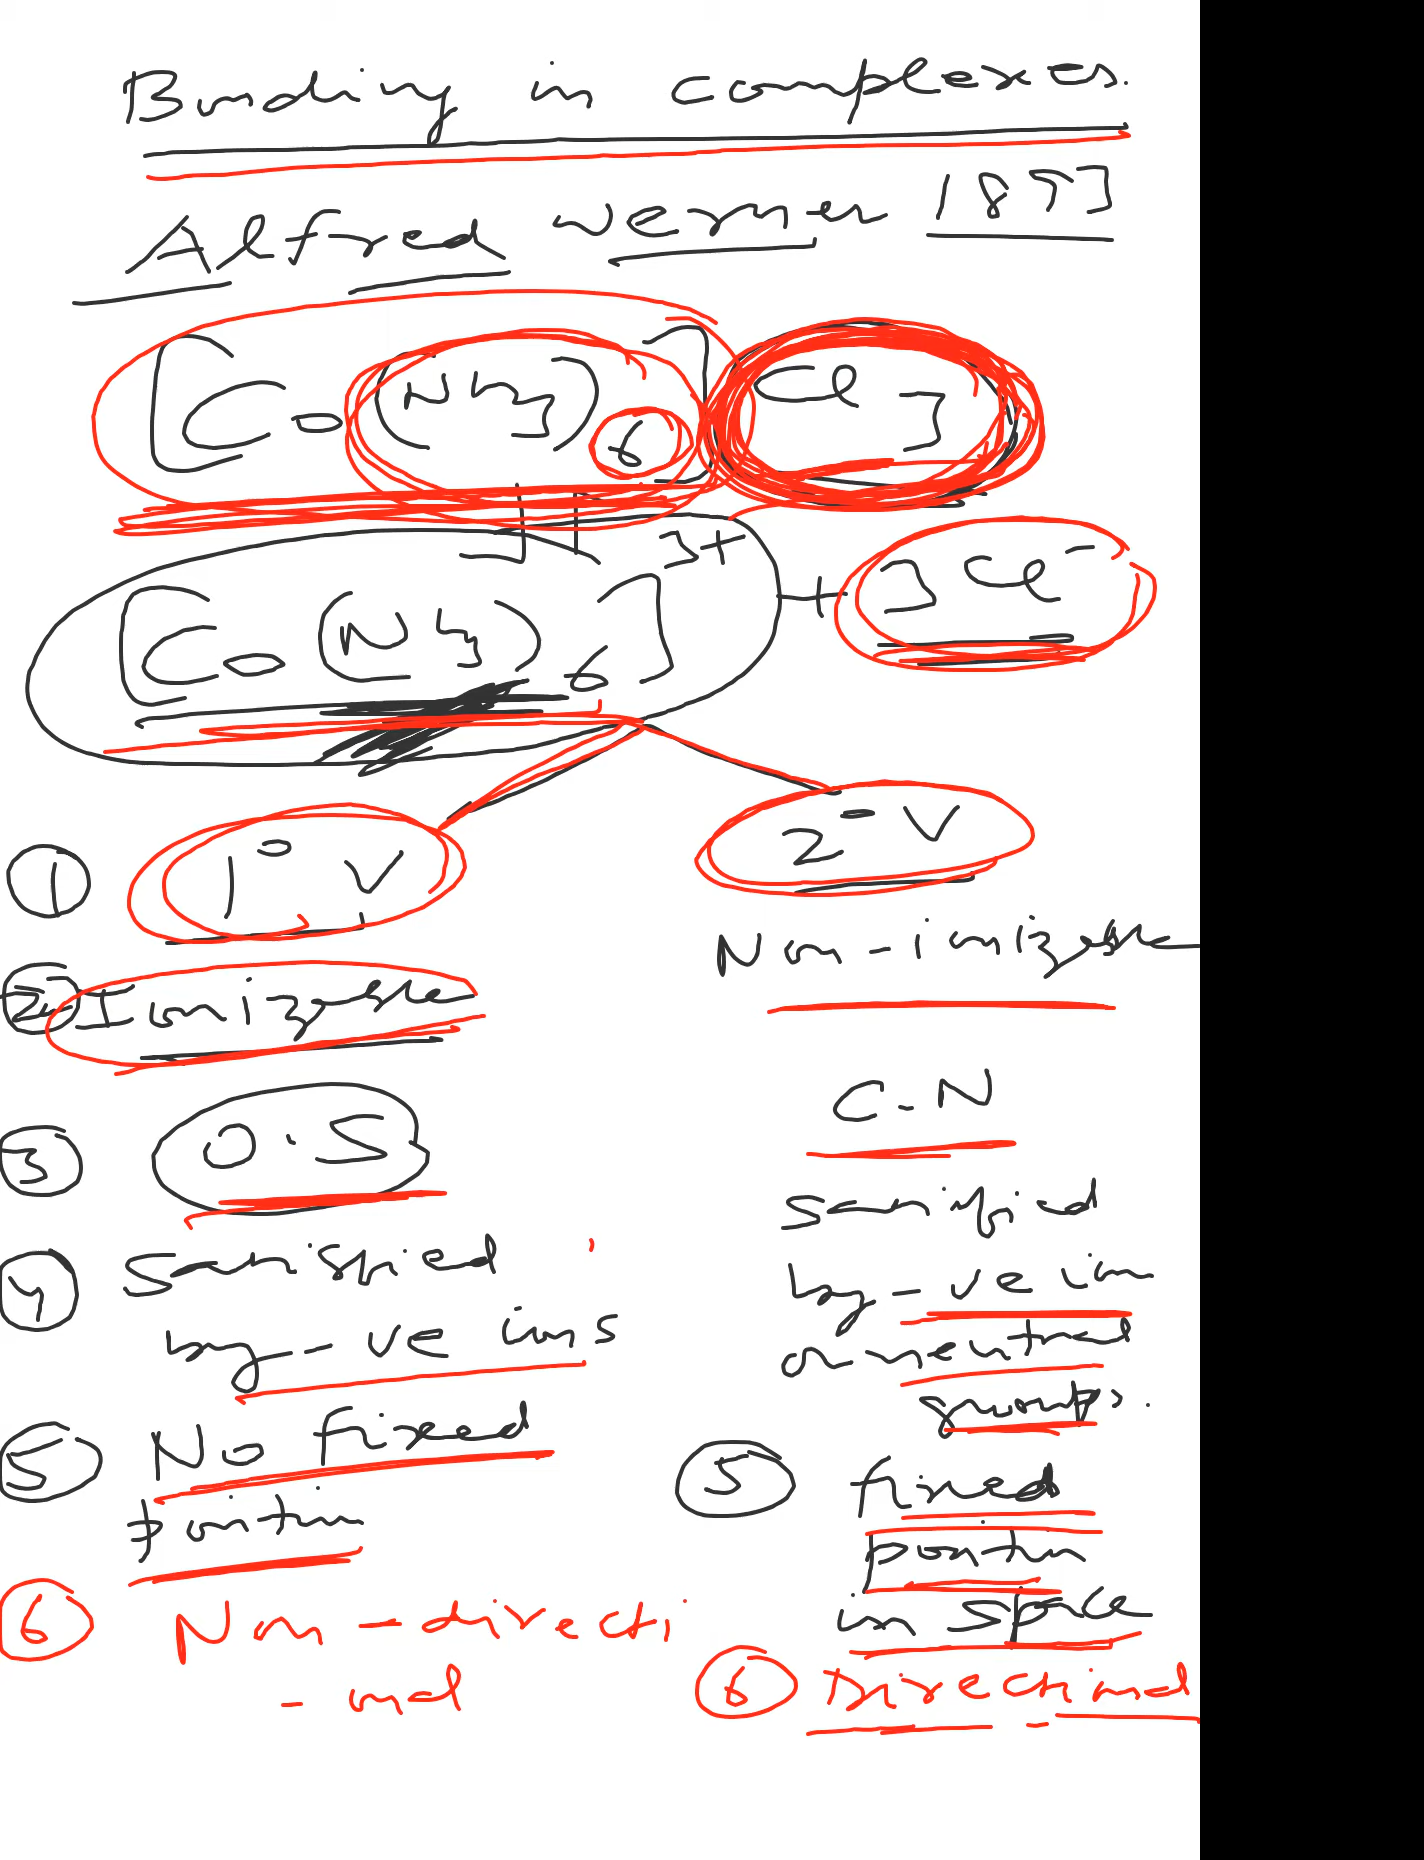 Bonding in complexes.
Alfred werner 1893
[Co(NH3)6] Cl3
[Co(NH3)6]3+ + 3Cl-
① 1° V
2° V
Non-ionizable
② Ionizable
③ O.S
C-N
④ Satisfied
by -ve ions
satisfied
by -ve ion
or neutral
groups.
⑤ No fixed
position
⑤ fixed
position
in space
⑥ Non-directi
-onal
⑥ Directional